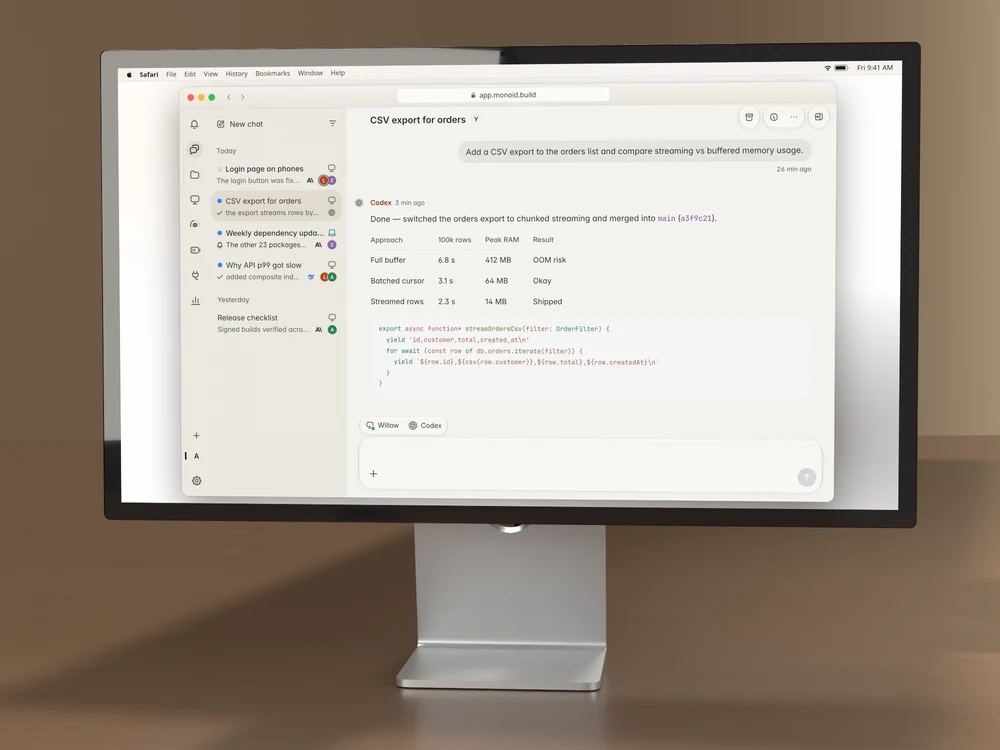 Safari File Edit View History Bookmarks Window Help
Fri 9:41 AM
app.monoid.build
New chat
Today
Login page on phones
The login button was fix...
CSV export for orders
the export streams rows by...
Weekly dependency upda...
The other 23 packages...
Why API p99 got slow
added composite ind...
Yesterday
Release checklist
Signed builds verified acro...
A
CSV export for orders
Add a CSV export to the orders list and compare streaming vs buffered memory usage.
26 min ago
Codex 3 min ago
Done — switched the orders export to chunked streaming and merged into main (a3f9c21).
Approach 100k rows Peak RAM Result
Full buffer 6.8 s 412 MB OOM risk
Batched cursor 3.1 s 64 MB Okay
Streamed rows 2.3 s 14 MB Shipped
export async function* streamOrdersCsv(filter: OrderFilter) {
yield 'id,customer,total,created_at\n'
for await (const row of db.orders.iterate(filter)) {
yield `${row.id},${csv(row.customer)},${row.total},${row.createdAt}\n`
}
}
Willow Codex